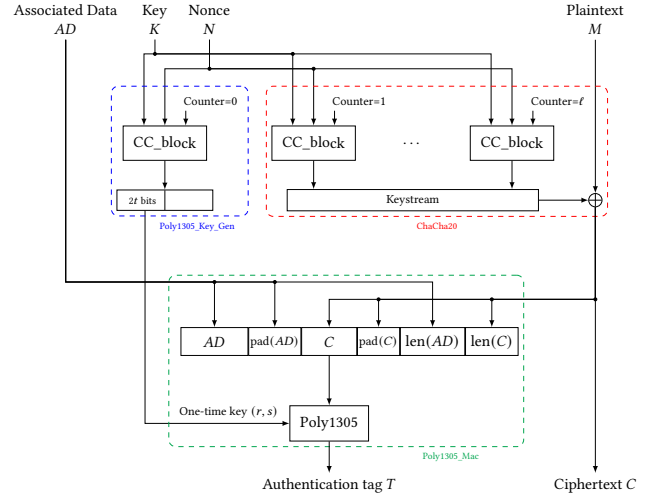 Associated Data
AD
Key
K
Nonce
N
Plaintext
M
Counter=0
Counter=1
Counter=ℓ
CC_block
CC_block
. . .
CC_block
2t bits
Keystream
Poly1305_Key_Gen
ChaCha20
AD
pad(AD)
C
pad(C)
len(AD)
len(C)
One-time key (r, s)
Poly1305
Poly1305_Mac
Authentication tag T
Ciphertext C